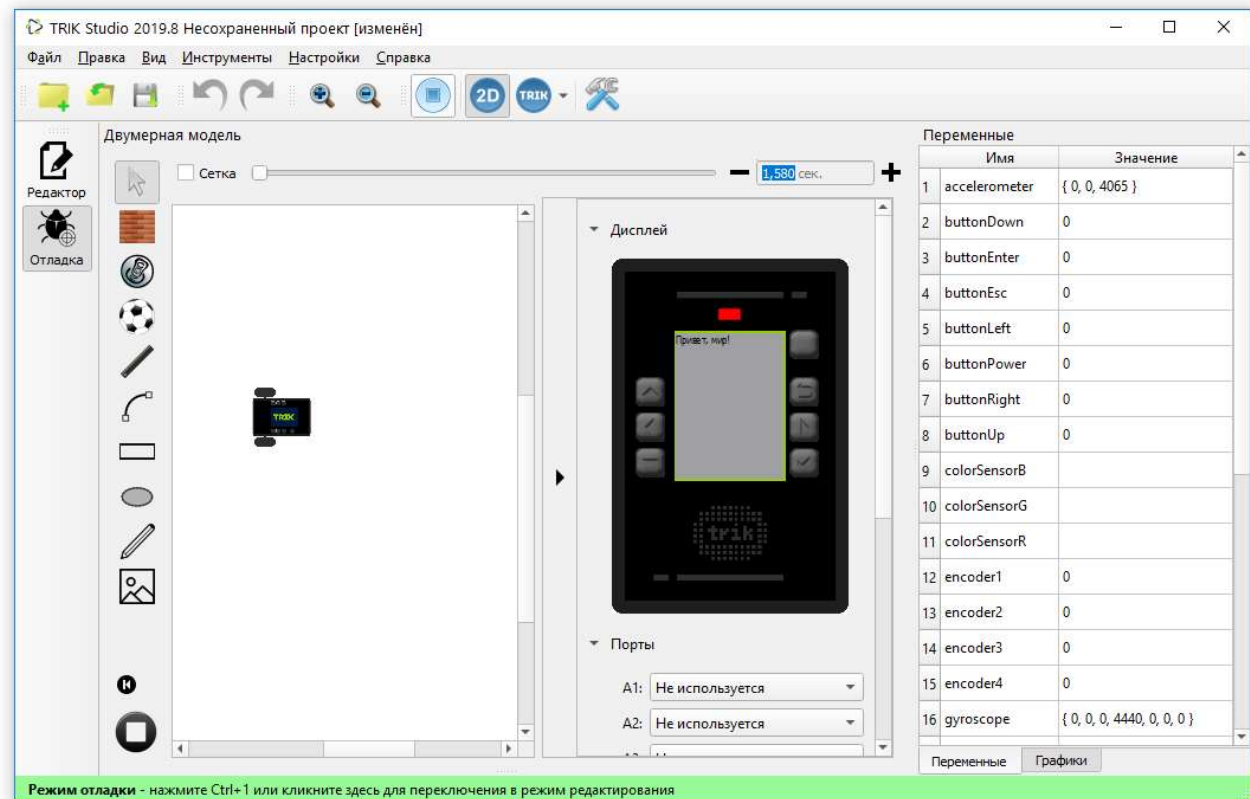 TRIK Studio 2019.8 Несохраненный проект [изменён]
Файл Правка Вид Инструменты Настройки Справка
2D TRIK
Редактор
Отладка
Двумерная модель
Сетка
1,580 сек.
TRIK
Дисплей
Привет, мир!
trik
Порты
A1: Не используется
A2: Не используется
Переменные
Имя Значение
1 accelerometer { 0, 0, 4065 }
2 buttonDown 0
3 buttonEnter 0
4 buttonEsc 0
5 buttonLeft 0
6 buttonPower 0
7 buttonRight 0
8 buttonUp 0
9 colorSensorB
10 colorSensorG
11 colorSensorR
12 encoder1 0
13 encoder2 0
14 encoder3 0
15 encoder4 0
16 gyroscope { 0, 0, 0, 4440, 0, 0, 0 }
Переменные Графики
Режим отладки - нажмите Ctrl+1 или кликните здесь для переключения в режим редактирования